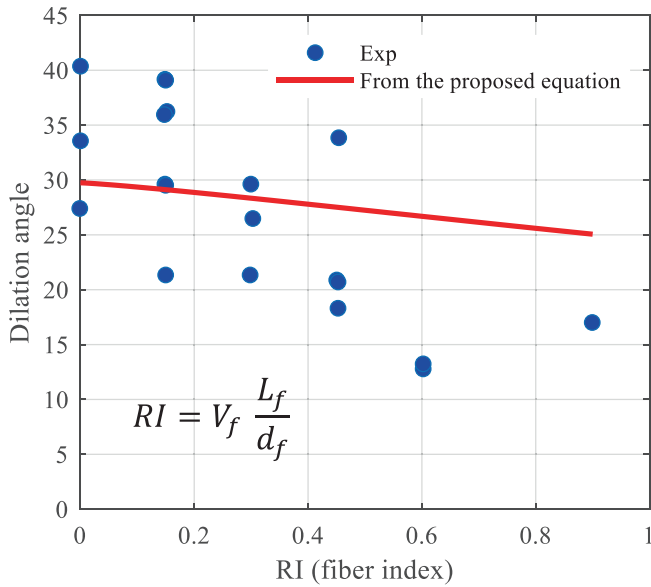 45
40
35
30
25
20
15
10
5
0
Dilation angle
Exp
From the proposed equation
RI = V_f L_f / d_f
0 0.2 0.4 0.6 0.8 1
RI (fiber index)